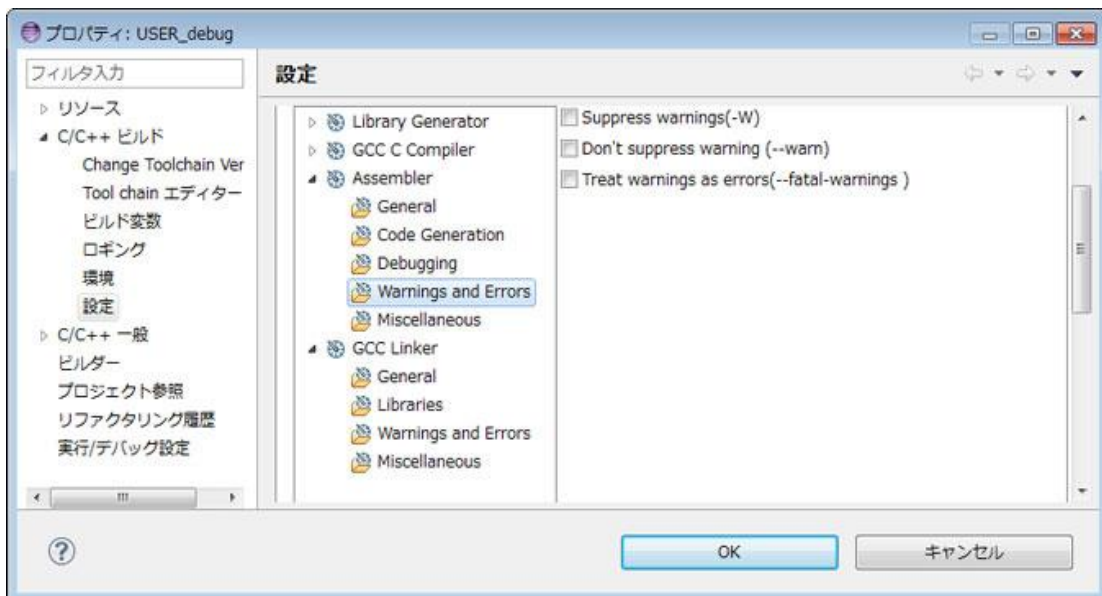 プロパティ: USER_debug
フィルタ入力
リソース
C/C++ ビルド
Change Toolchain Ver
Tool chain エディター
ビルド変数
ロギング
環境
設定
C/C++ 一般
ビルダー
プロジェクト参照
リファクタリング履歴
実行/デバッグ設定
設定
Library Generator
GCC C Compiler
Assembler
General
Code Generation
Debugging
Warnings and Errors
Miscellaneous
GCC Linker
General
Libraries
Warnings and Errors
Miscellaneous
Suppress warnings(-W)
Don't suppress warning (--warn)
Treat warnings as errors(--fatal-warnings )
OK
キャンセル